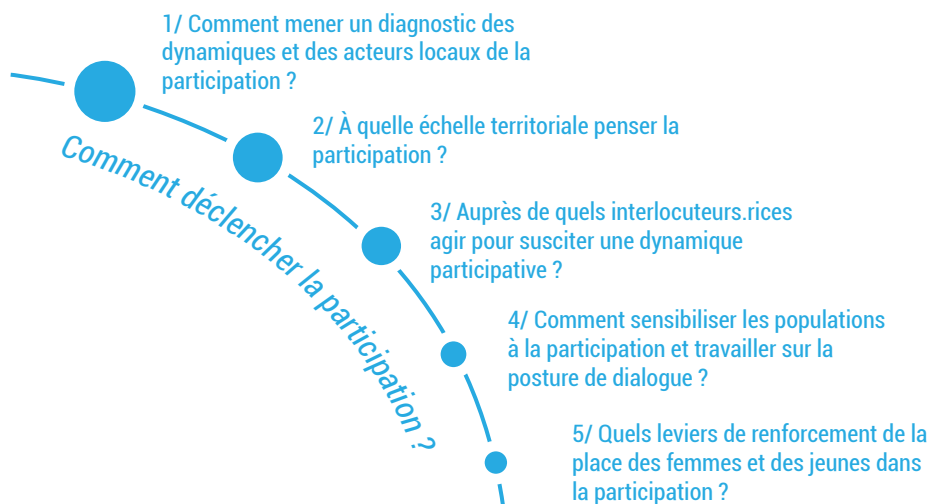 1/ Comment mener un diagnostic des
dynamiques et des acteurs locaux de la
participation ?
2/ À quelle échelle territoriale penser la
participation ?
Comment déclencher la participation ?
3/ Auprès de quels interlocuteurs.rices
agir pour susciter une dynamique
participative ?
4/ Comment sensibiliser les populations
à la participation et travailler sur la
posture de dialogue ?
5/ Quels leviers de renforcement de la
place des femmes et des jeunes dans
la participation ?